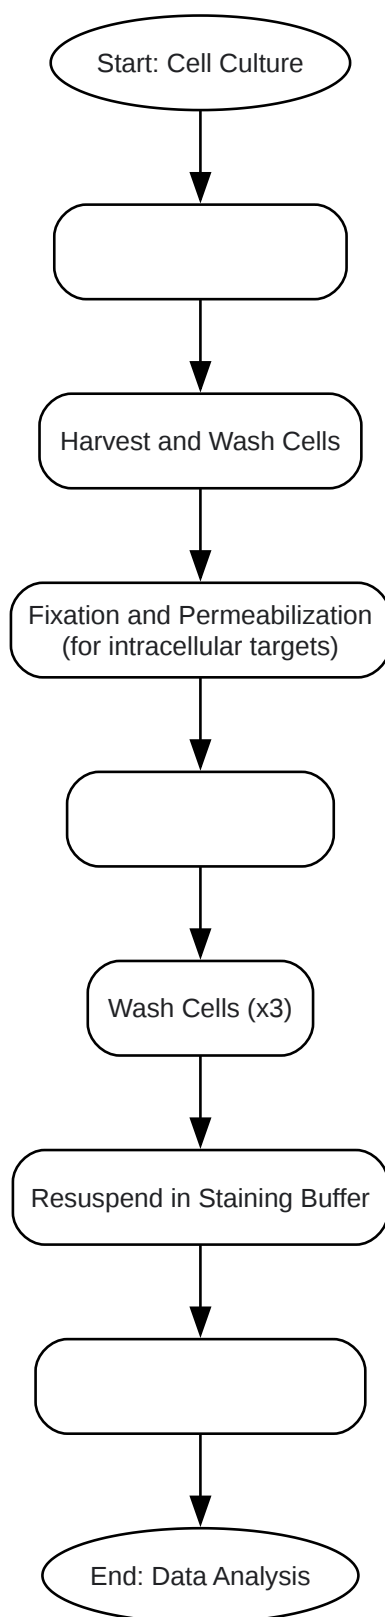 Start: Cell Culture
Harvest and Wash Cells
Fixation and Permeabilization
(for intracellular targets)
Wash Cells (x3)
Resuspend in Staining Buffer
End: Data Analysis